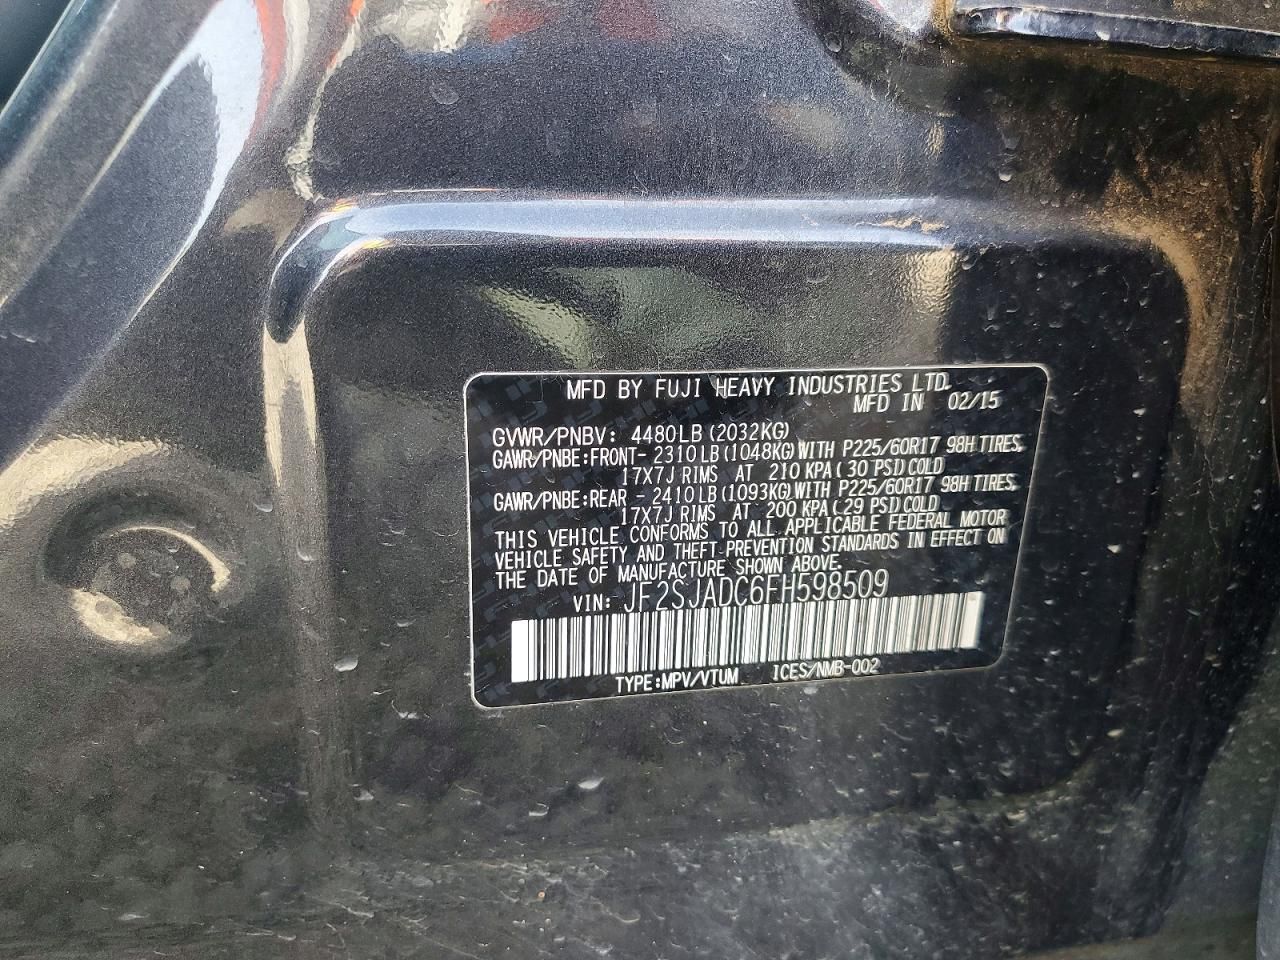 MFD BY FUJI HEAVY INDUSTRIES LTD.
MFD IN 02/15
GVWR/PNBV: 4480LB (2032KG)
GAWR/PNBE:FRONT- 2310LB (1048KG) WITH P225/60R17 98H TIRES,
17X7J RIMS AT 210 KPA (30 PSI) COLD
GAWR/PNBE:REAR - 2410LB (1093KG) WITH P225/60R17 98H TIRES,
17X7J RIMS AT 200 KPA (29 PSI) COLD
THIS VEHICLE CONFORMS TO ALL APPLICABLE FEDERAL MOTOR
VEHICLE SAFETY AND THEFT PREVENTION STANDARDS IN EFFECT ON
THE DATE OF MANUFACTURE SHOWN ABOVE.
VIN: JF2SJADC6FH598509
TYPE:MPV/VTUM ICES/NMB-002